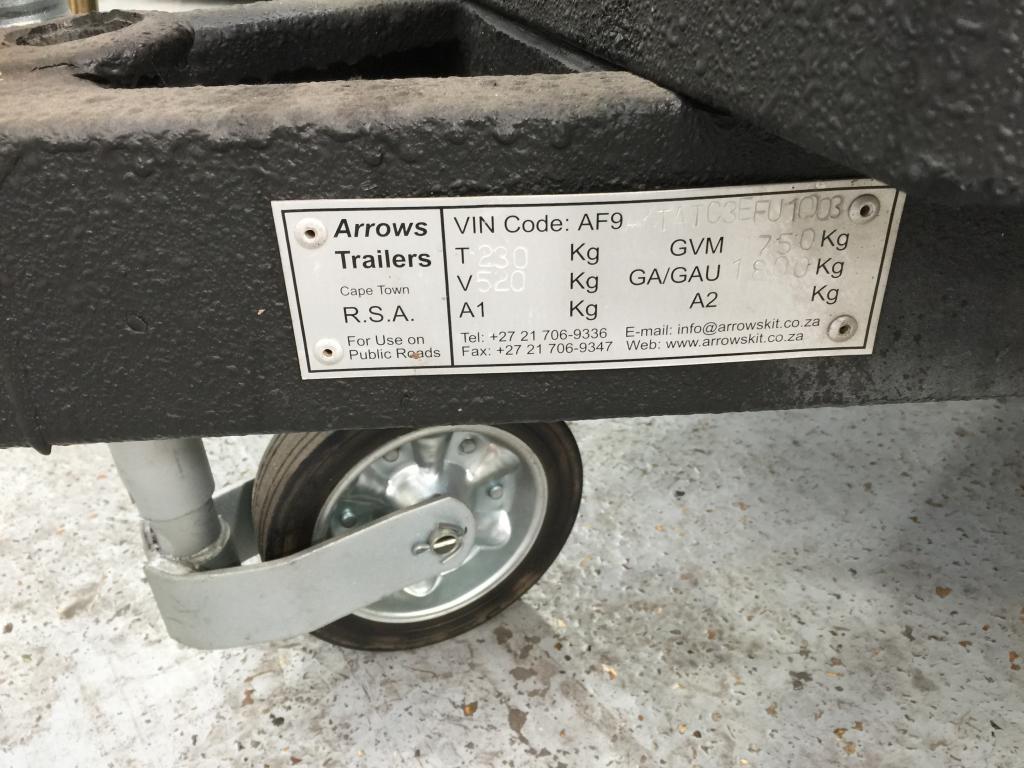 Arrows
Trailers
Cape Town
R.S.A.
For Use on
Public Roads
VIN Code: AF9
T 230 Kg GVM 750 Kg
V 520 Kg GA/GAU 1800 Kg
A1 Kg A2 Kg
Tel: +27 21 706-9336 E-mail: info@arrowskit.co.za
Fax: +27 21 706-9347 Web: www.arrowskit.co.za